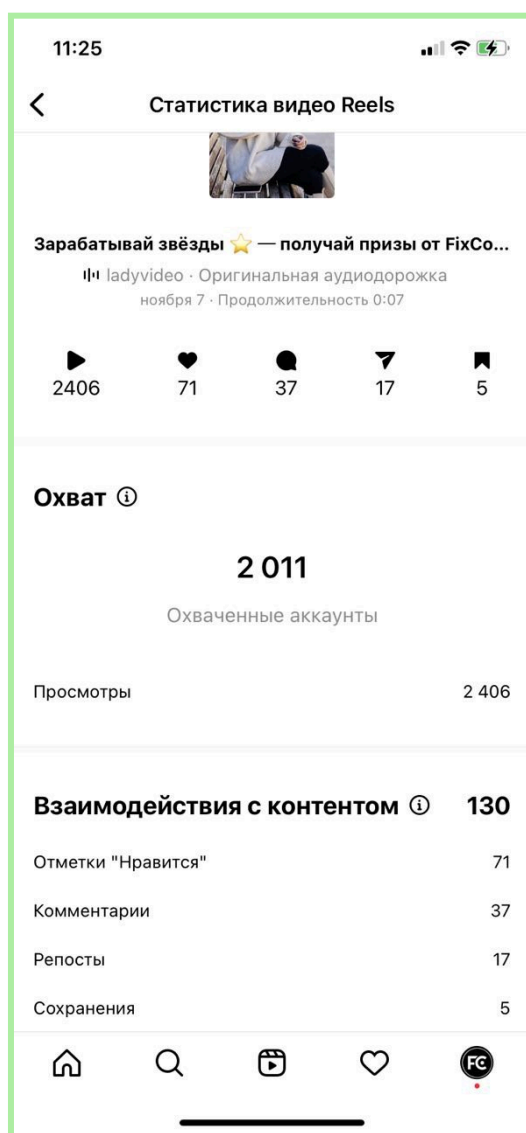 11:25
Статистика видео Reels
Зарабатывай звёзды ⭐ — получай призы от FixCo...
ladyvideo · Оригинальная аудиодорожка
ноября 7 · Продолжительность 0:07
2406 71 37 17 5
Охват
2 011
Охваченные аккаунты
Просмотры 2 406
Взаимодействия с контентом 130
Отметки "Нравится" 71
Комментарии 37
Репосты 17
Сохранения 5
FC